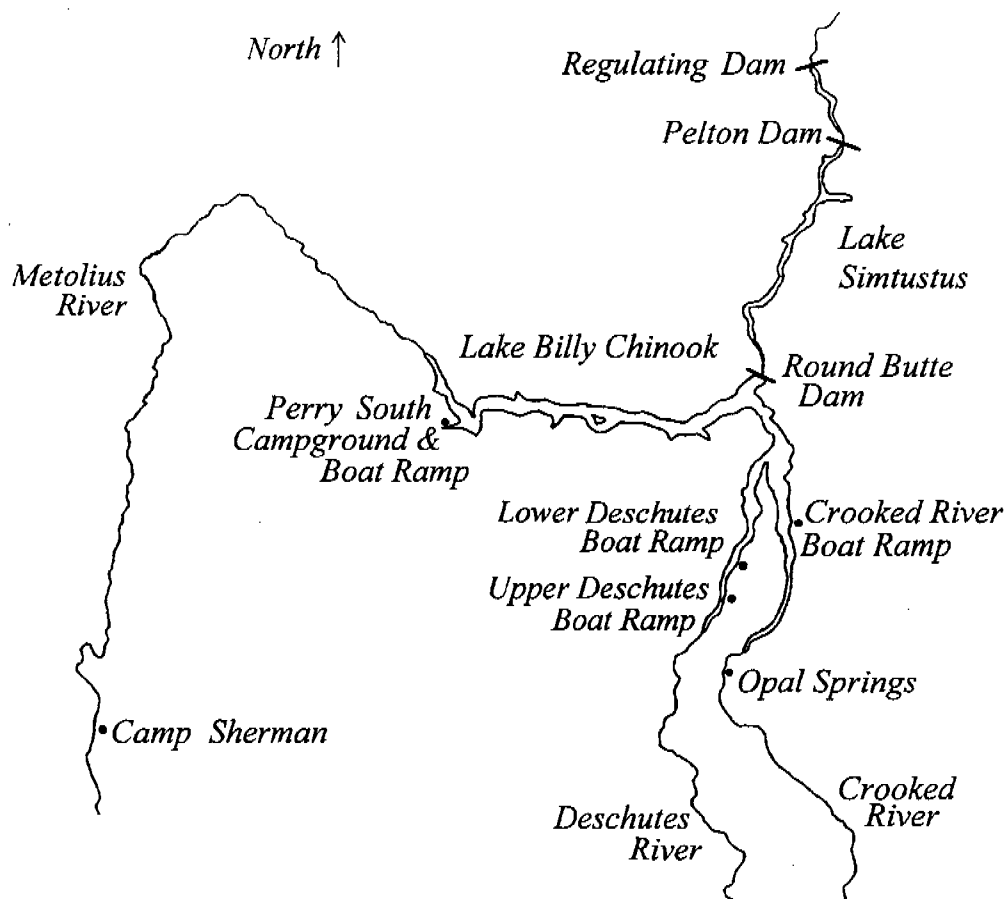 North ↑
Regulating Dam
Pelton Dam
Lake
Simtustus
Metolius
River
Lake Billy Chinook
Round Butte
Dam
Perry South
Campground &
Boat Ramp
Lower Deschutes
Boat Ramp
Crooked River
Boat Ramp
Upper Deschutes
Boat Ramp
Opal Springs
Camp Sherman
Deschutes
River
Crooked
River